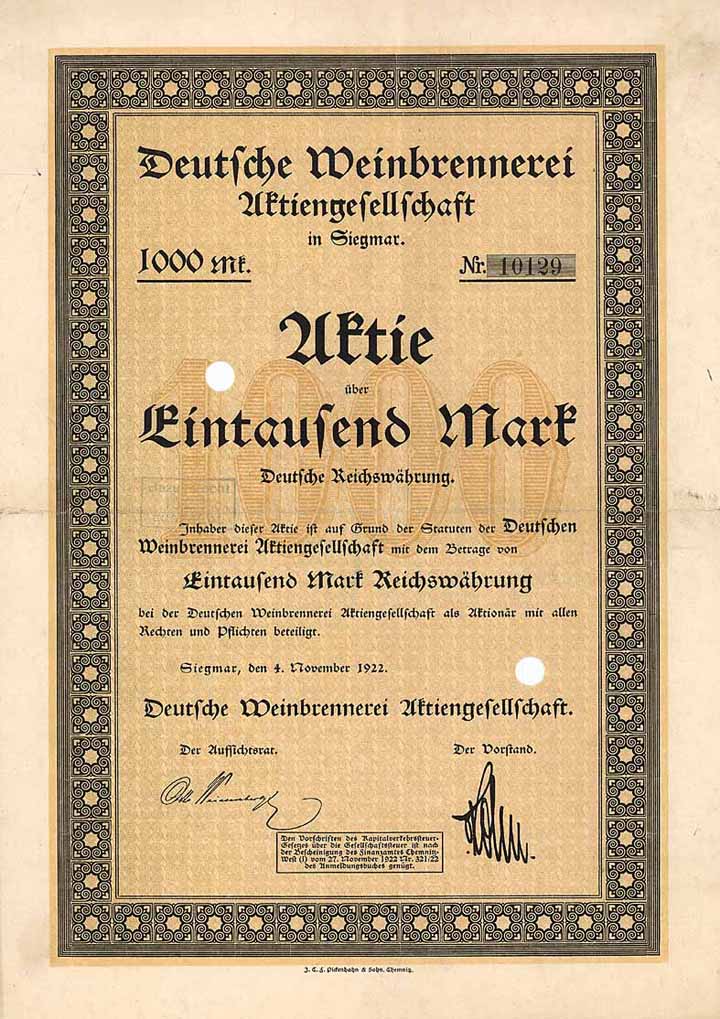 Deutsche Weinbrennerei
Aktiengesellschaft
in Siegmar.
1000 Mk.
Nr. 10129
1000
Aktie
über
Eintausend Mark
Deutsche Reichswährung.
Inhaber dieser Aktie ist auf Grund der Statuten der Deutschen
Weinbrennerei Aktiengesellschaft mit dem Betrage von
Eintausend Mark Reichswährung
bei der Deutschen Weinbrennerei Aktiengesellschaft als Aktionär mit allen
Rechten und Pflichten beteiligt.
Siegmar, den 4. November 1922.
Deutsche Weinbrennerei Aktiengesellschaft.
Der Aufsichtsrat.
Der Vorstand.
Den Vorschriften des Kapitalverkehrssteuer-
Gesetzes über die Gesellschaftssteuer ist nach
der Bescheinigung des Finanzamtes Chemnitz-
West (I) vom 27. November 1922 Nr. 321/22
des Anmeldungsbuches genügt.
J. C. F. Pickenhahn & Sohn, Chemnitz.